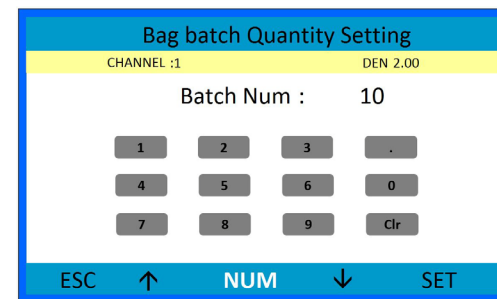 Bag batch Quantity Setting
CHANNEL :1 DEN 2.00
Batch Num : 10
1 2 3 .
4 5 6 0
7 8 9 Clr
ESC ↑ NUM ↓ SET